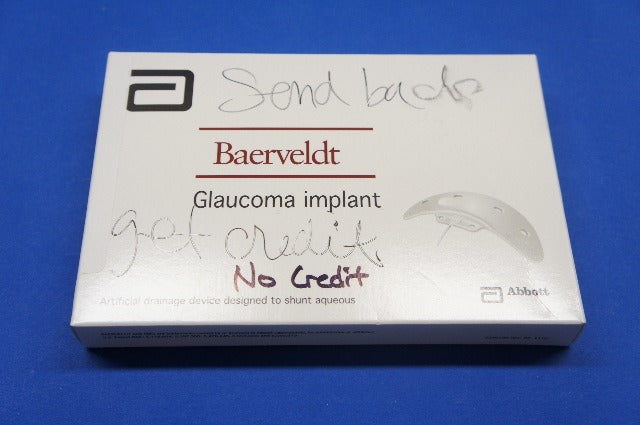 Send back
Baerveldt
Glaucoma implant
get credit
No Credit
Artificial drainage device designed to shunt aqueous
Abbott